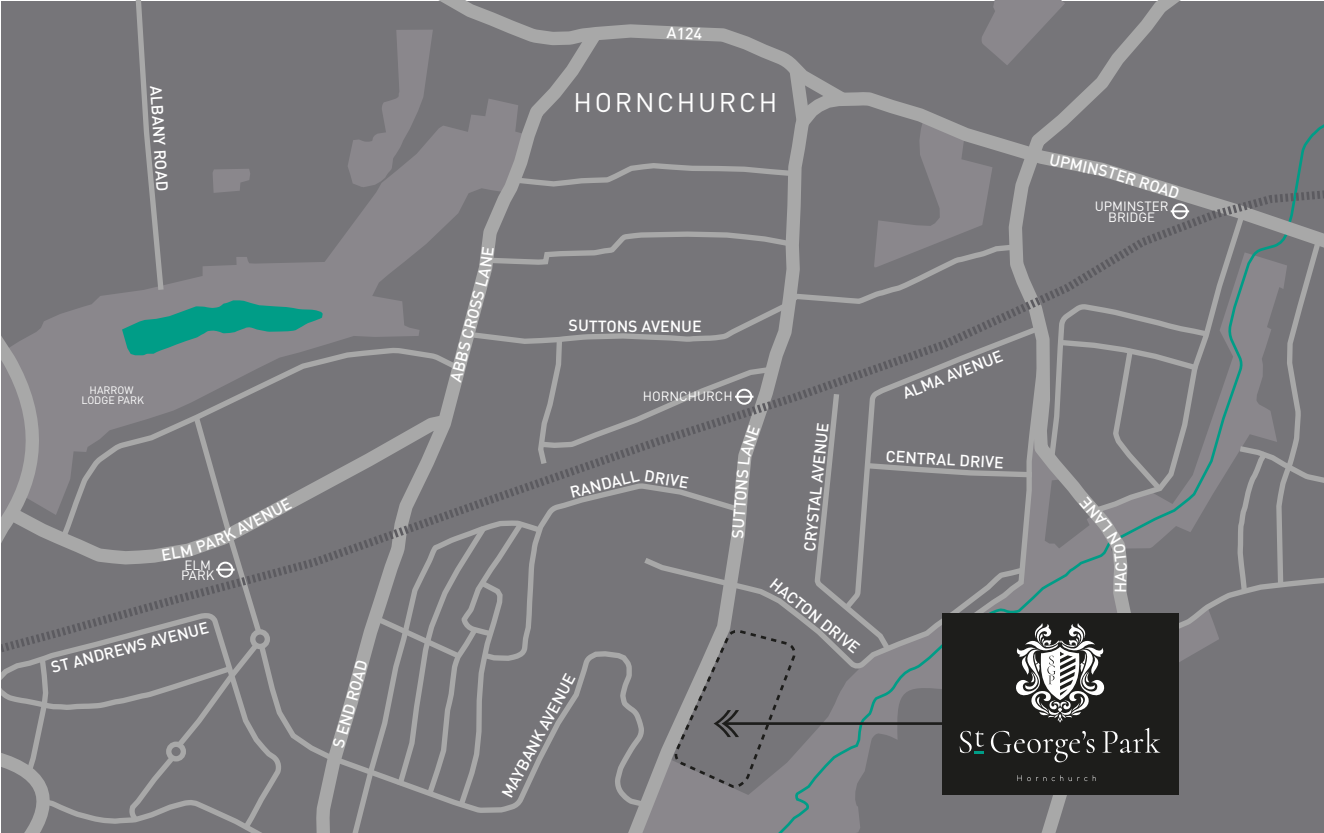 A124
HORNCHURCH
ALBANY ROAD
UPMINSTER ROAD
UPMINSTER
BRIDGE
ABBS CROSS LANE
SUTTONS AVENUE
HARROW
LODGE PARK
HORNCHURCH
ALMA AVENUE
SUTTONS LANE
CRYSTAL AVENUE
CENTRAL DRIVE
RANDALL DRIVE
ELM PARK AVENUE
ELM
PARK
HACTON LANE
HACTON DRIVE
ST ANDREWS AVENUE
S END ROAD
MAYBANK AVENUE
SGP
St George's Park
Hornchurch